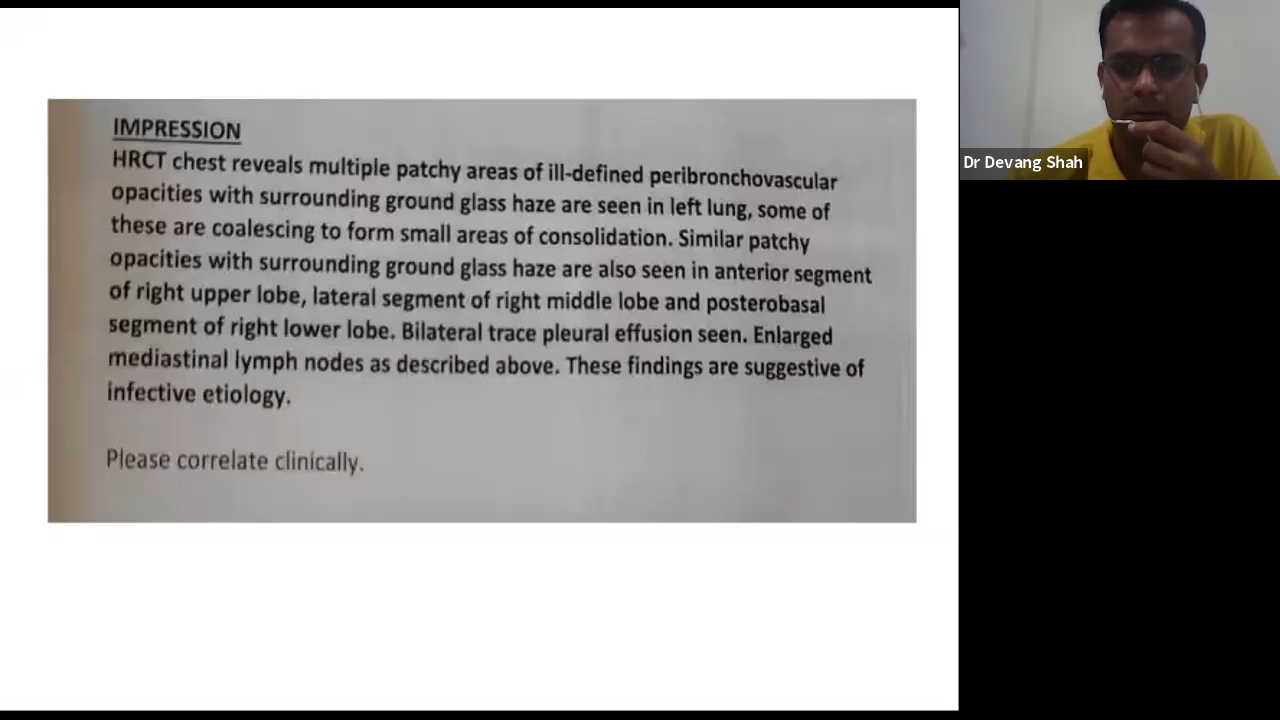 IMPRESSION
HRCT chest reveals multiple patchy areas of ill-defined peribronchovascular
opacities with surrounding ground glass haze are seen in left lung, some of
these are coalescing to form small areas of consolidation. Similar patchy
opacities with surrounding ground glass haze are also seen in anterior segment
of right upper lobe, lateral segment of right middle lobe and posterobasal
segment of right lower lobe. Bilateral trace pleural effusion seen. Enlarged
mediastinal lymph nodes as described above. These findings are suggestive of
infective etiology.
Please correlate clinically.
Dr Devang Shah